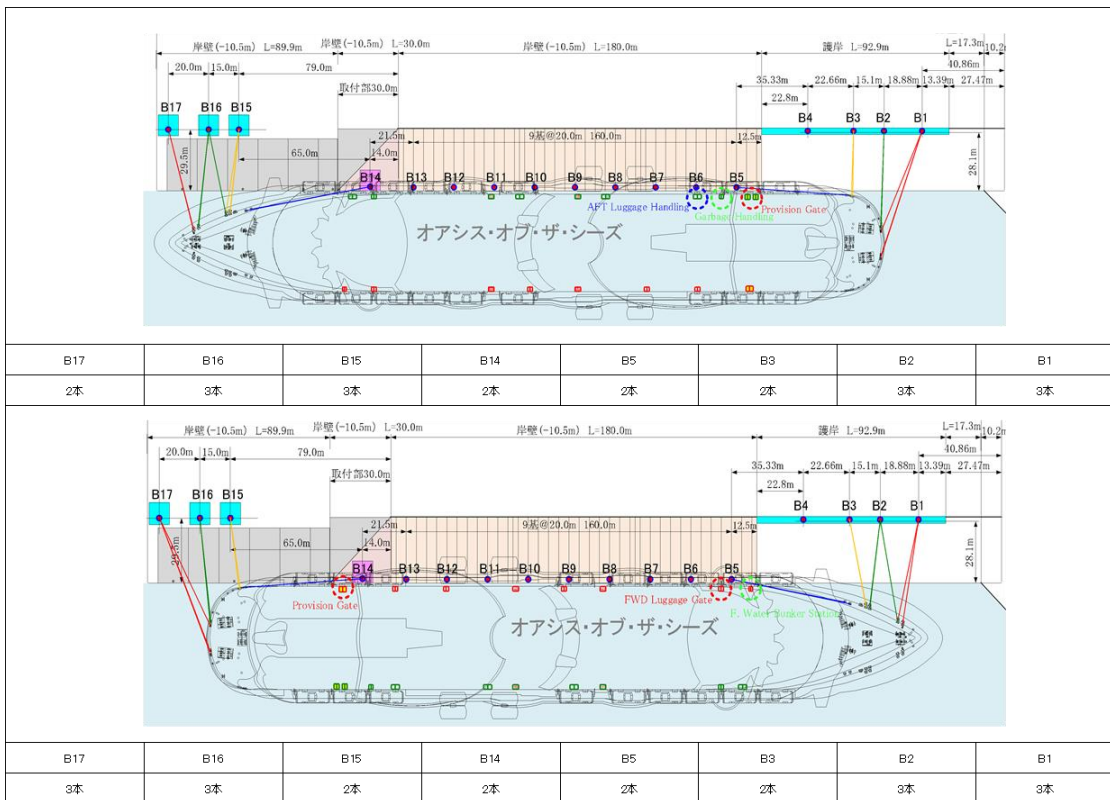 岸壁(-10.5m) L=89.9m 岸壁(-10.5m) L=30.0m 岸壁(-10.5m) L=180.0m 護岸 L=92.9m L=17.3m 10.2m
20.0m 15.0m 79.0m 40.86m
取付部30.0m 35.33m 22.66m 15.1m 18.88m 13.39m 27.47m
22.8m
B17 B16 B15 B4 B3 B2 B1
21.5m 9基@20.0m 160.0m 12.5m
29.5m 65.0m 14.0m 28.1m
B14 B13 B12 B11 B10 B9 B8 B7 B6 B5
AFT Luggage Handling Garbage Handling Provision Gate
オアシス・オブ・ザ・シーズ
B17 B16 B15 B14 B5 B3 B2 B1
2本 3本 3本 2本 2本 2本 3本 3本
岸壁(-10.5m) L=89.9m 岸壁(-10.5m) L=30.0m 岸壁(-10.5m) L=180.0m 護岸 L=92.9m L=17.3m 10.2m
20.0m 15.0m 79.0m 40.86m
取付部30.0m 35.33m 22.66m 15.1m 18.88m 13.39m 27.47m
22.8m
B17 B16 B15 B4 B3 B2 B1
21.5m 9基@20.0m 160.0m 12.5m
29.5m 65.0m 14.0m 28.1m
B14 B13 B12 B11 B10 B9 B8 B7 B6 B5
Provision Gate FWD Luggage Gate
F. Water Bunker Station
オアシス・オブ・ザ・シーズ
B17 B16 B15 B14 B5 B3 B2 B1
3本 3本 2本 2本 2本 2本 3本 3本